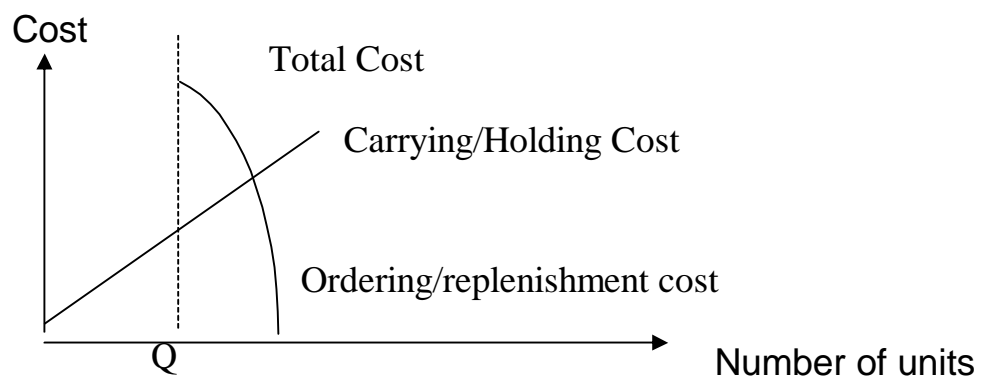 Cost
Total Cost
Carrying/Holding Cost
Ordering/replenishment cost
Q
Number of units